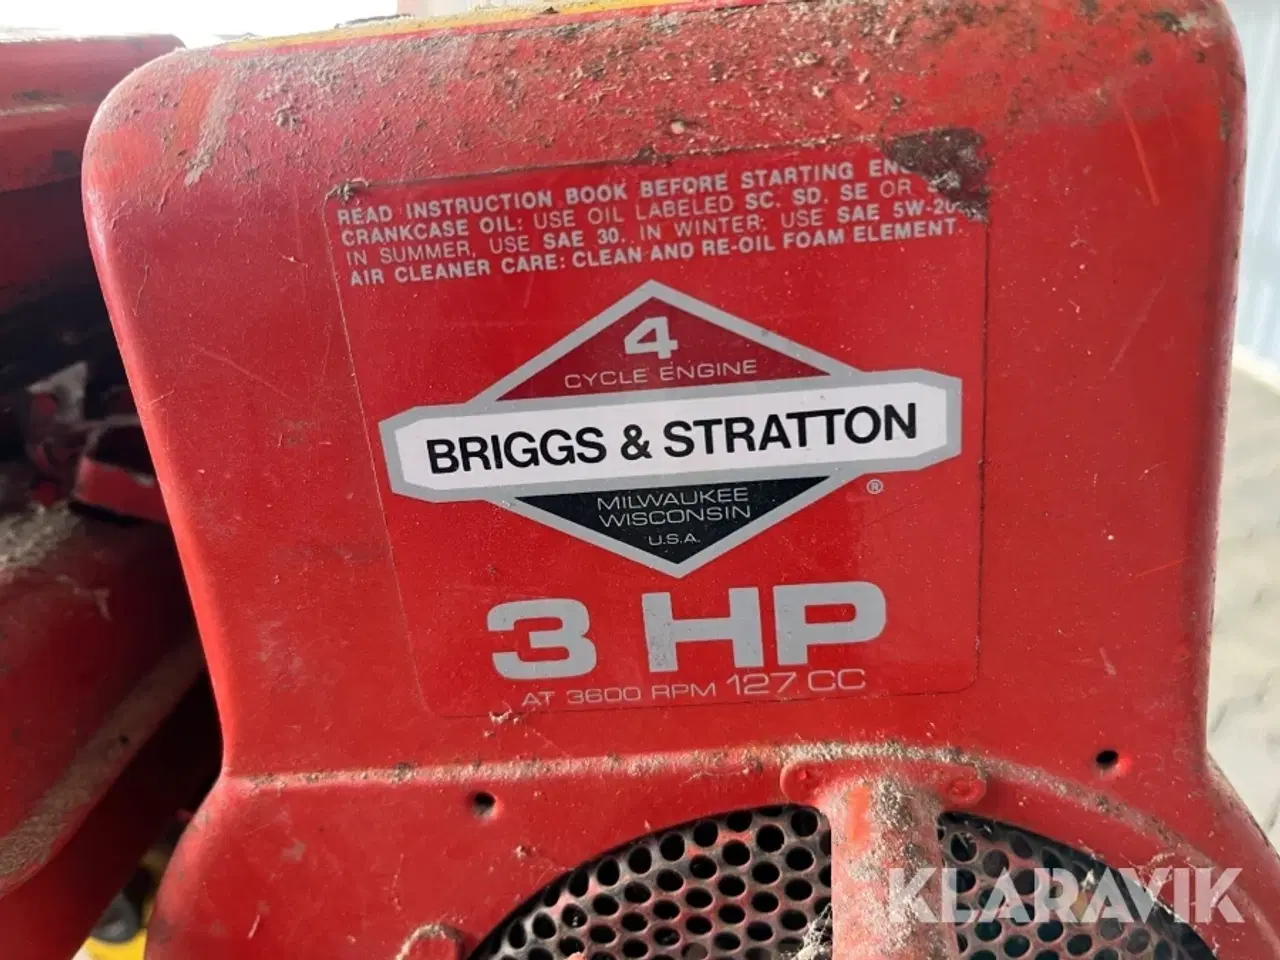 READ INSTRUCTION BOOK BEFORE STARTING
CRANKCASE OIL: USE OIL LABELED SC, SD, SE OR
IN SUMMER, USE SAE 30. IN WINTER: USE SAE 5W-20
AIR CLEANER CARE: CLEAN AND RE-OIL FOAM ELEMENT.
4
CYCLE ENGINE
BRIGGS & STRATTON
®
MILWAUKEE
WISCONSIN
U.S.A.
3 HP
AT 3600 RPM 127 CC
KLARAVIK